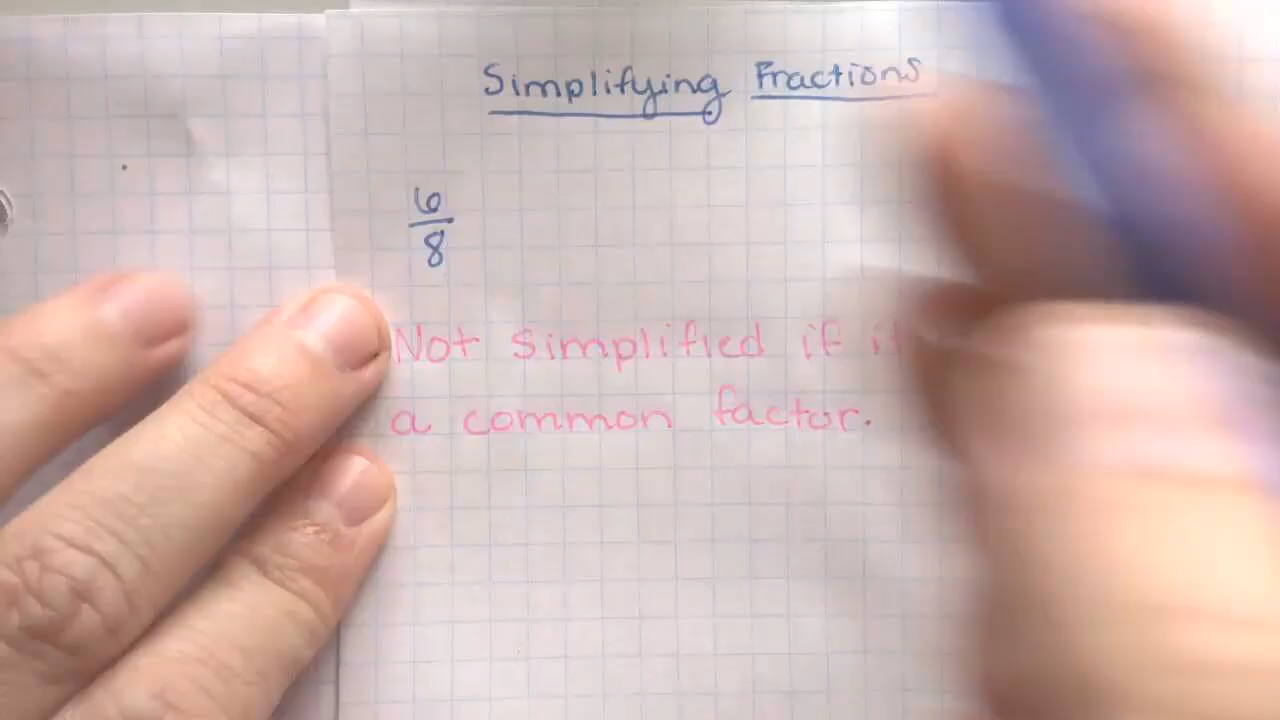 Simplifying Fractions
6
8
Not simplified if
a common factor.